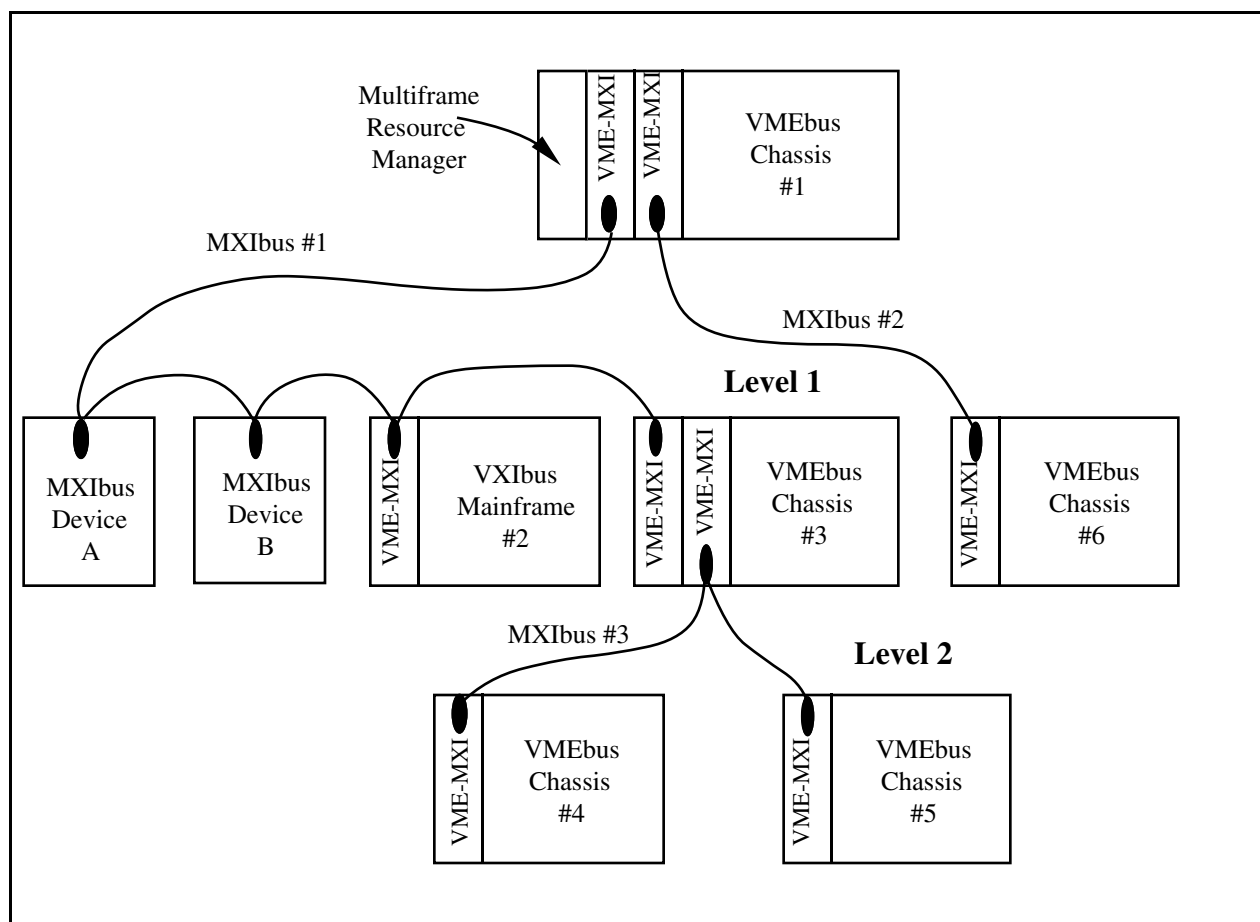 Multiframe
Resource
Manager
VME-MXI
VME-MXI
VMEbus
Chassis
#1
MXIbus #1
MXIbus #2
Level 1
MXIbus
Device
A
MXIbus
Device
B
VME-MXI
VXIbus
Mainframe
#2
VME-MXI
VME-MXI
VMEbus
Chassis
#3
VME-MXI
VMEbus
Chassis
#6
MXIbus #3
Level 2
VME-MXI
VMEbus
Chassis
#4
VME-MXI
VMEbus
Chassis
#5